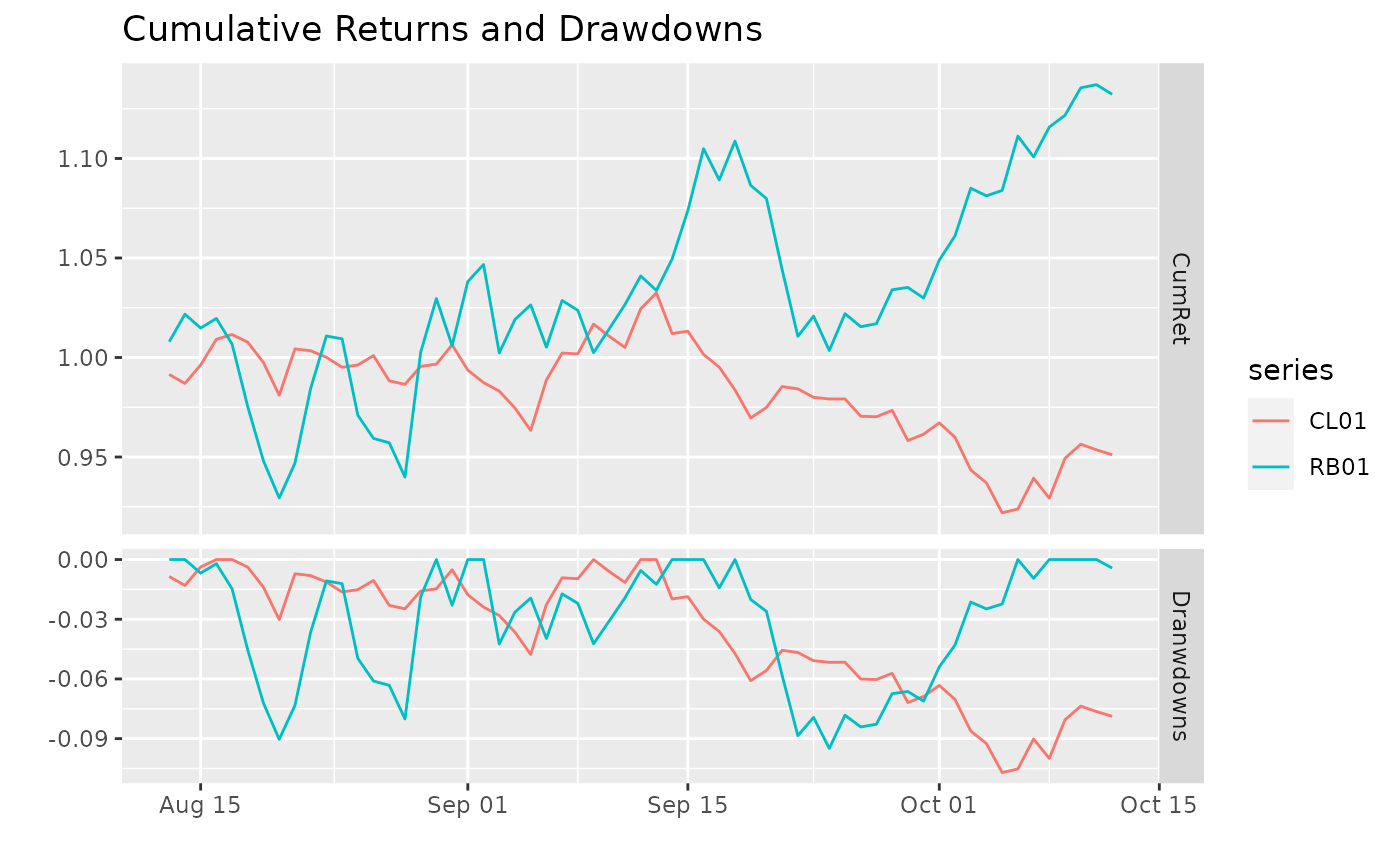 Cumulative Returns and Drawdowns
1.10
1.05
1.00
0.95
CumRet
0.00
-0.03
-0.06
-0.09
Dranwdowns
Aug 15
Sep 01
Sep 15
Oct 01
Oct 15
series
CL01
RB01